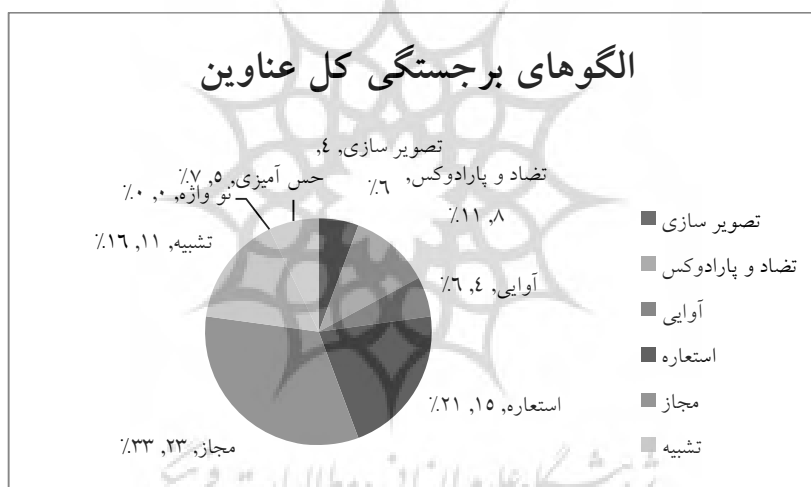 الگوهای برجستگی کل عناوین
تصویر سازی, ٤, ٦٪
تضاد و پارادوکس, ٨, ١١٪
آوایی, ٤, ٦٪
استعاره, ١٥, ٢١٪
مجاز, ٢٣, ٣٣٪
تشبیه, ١١, ١٦٪
نو واژه, ٠, ٠٪
حس آمیزی, ٥, ٧٪
تصویر سازی
تضاد و پارادوکس
آوایی
استعاره
مجاز
تشبیه